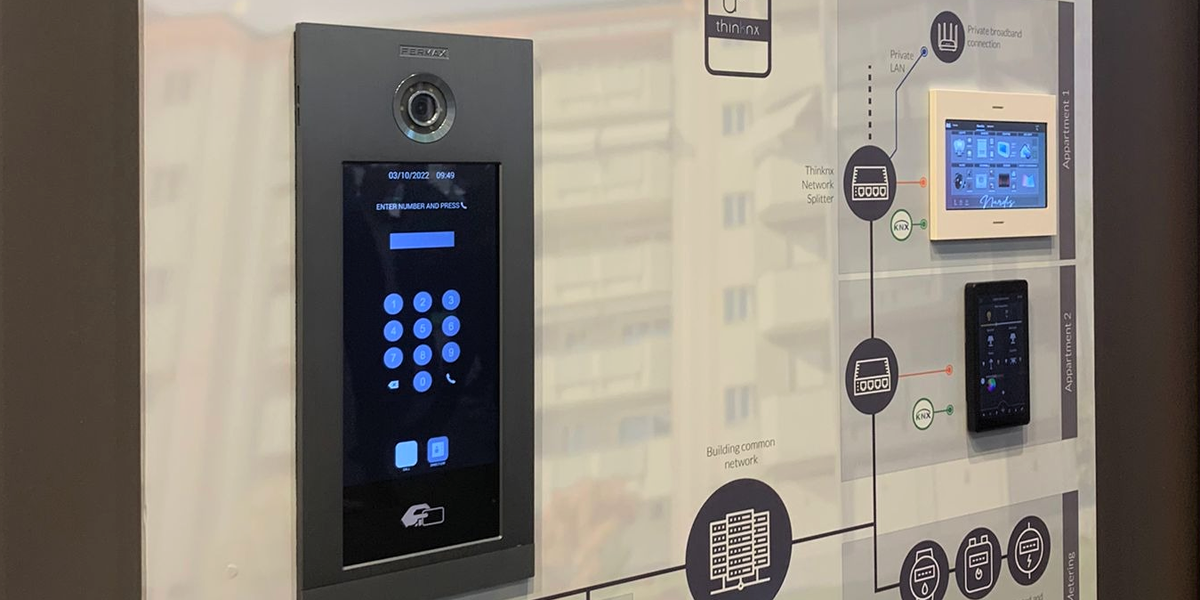 FERMAX
03/10/2022 09:49
ENTER NUMBER AND PRESS
1 2 3
4 5 6
7 8 9
0
thinknx
Private broadband
connection
Private
LAN
Thinknx
Network
Splitter
KNX
Appartment 1
Nardis
KNX
Appartment 2
Building common
network
Metering